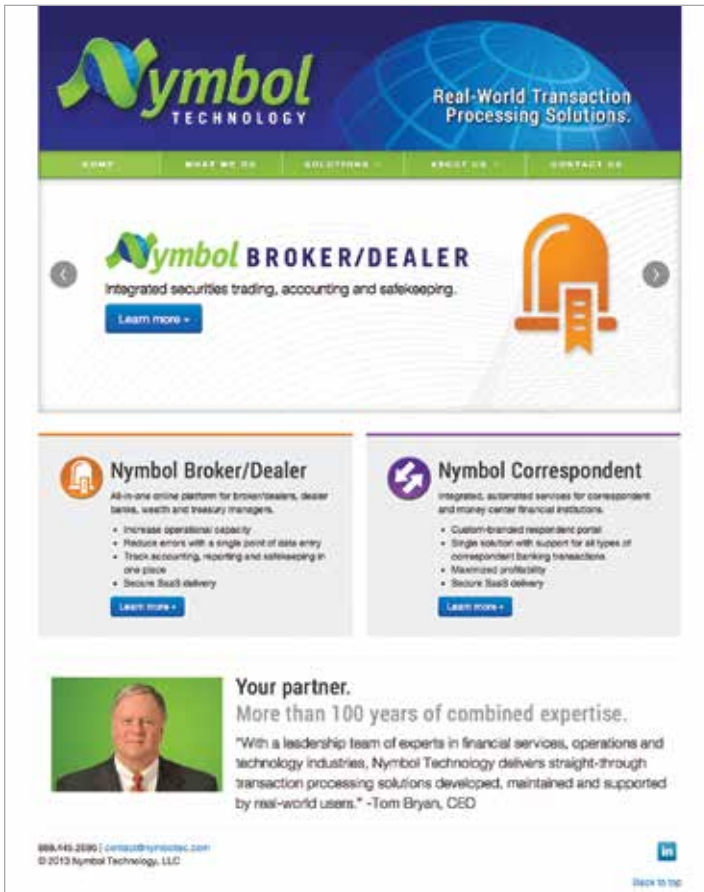 Nymbol
TECHNOLOGY
Real-World Transaction
Processing Solutions.
HOME
WHAT WE DO
SOLUTIONS
ABOUT US
CONTACT US
Nymbol BROKER/DEALER
Integrated securities trading, accounting and safekeeping.
Learn more »
Nymbol Broker/Dealer
All-in-one online platform for broker/dealers, dealer
banks, wealth and treasury managers.
• Increase operational capacity
• Reduce errors with a single point of data entry
• Track accounting, reporting and safekeeping in
one place
• Secure SaaS delivery
Learn more »
Nymbol Correspondent
Integrated, automated services for correspondent
and money center financial institutions.
• Custom-branded respondent portal
• Single solution with support for all types of
correspondent banking transactions
• Maximized profitability
• Secure SaaS delivery
Learn more »
Your partner.
More than 100 years of combined expertise.
"With a leadership team of experts in financial services, operations and
technology industries, Nymbol Technology delivers straight-through
transaction processing solutions developed, maintained and supported
by real-world users." -Tom Bryan, CEO
© 2013 Nymbol Technology, LLC
in
Back to top